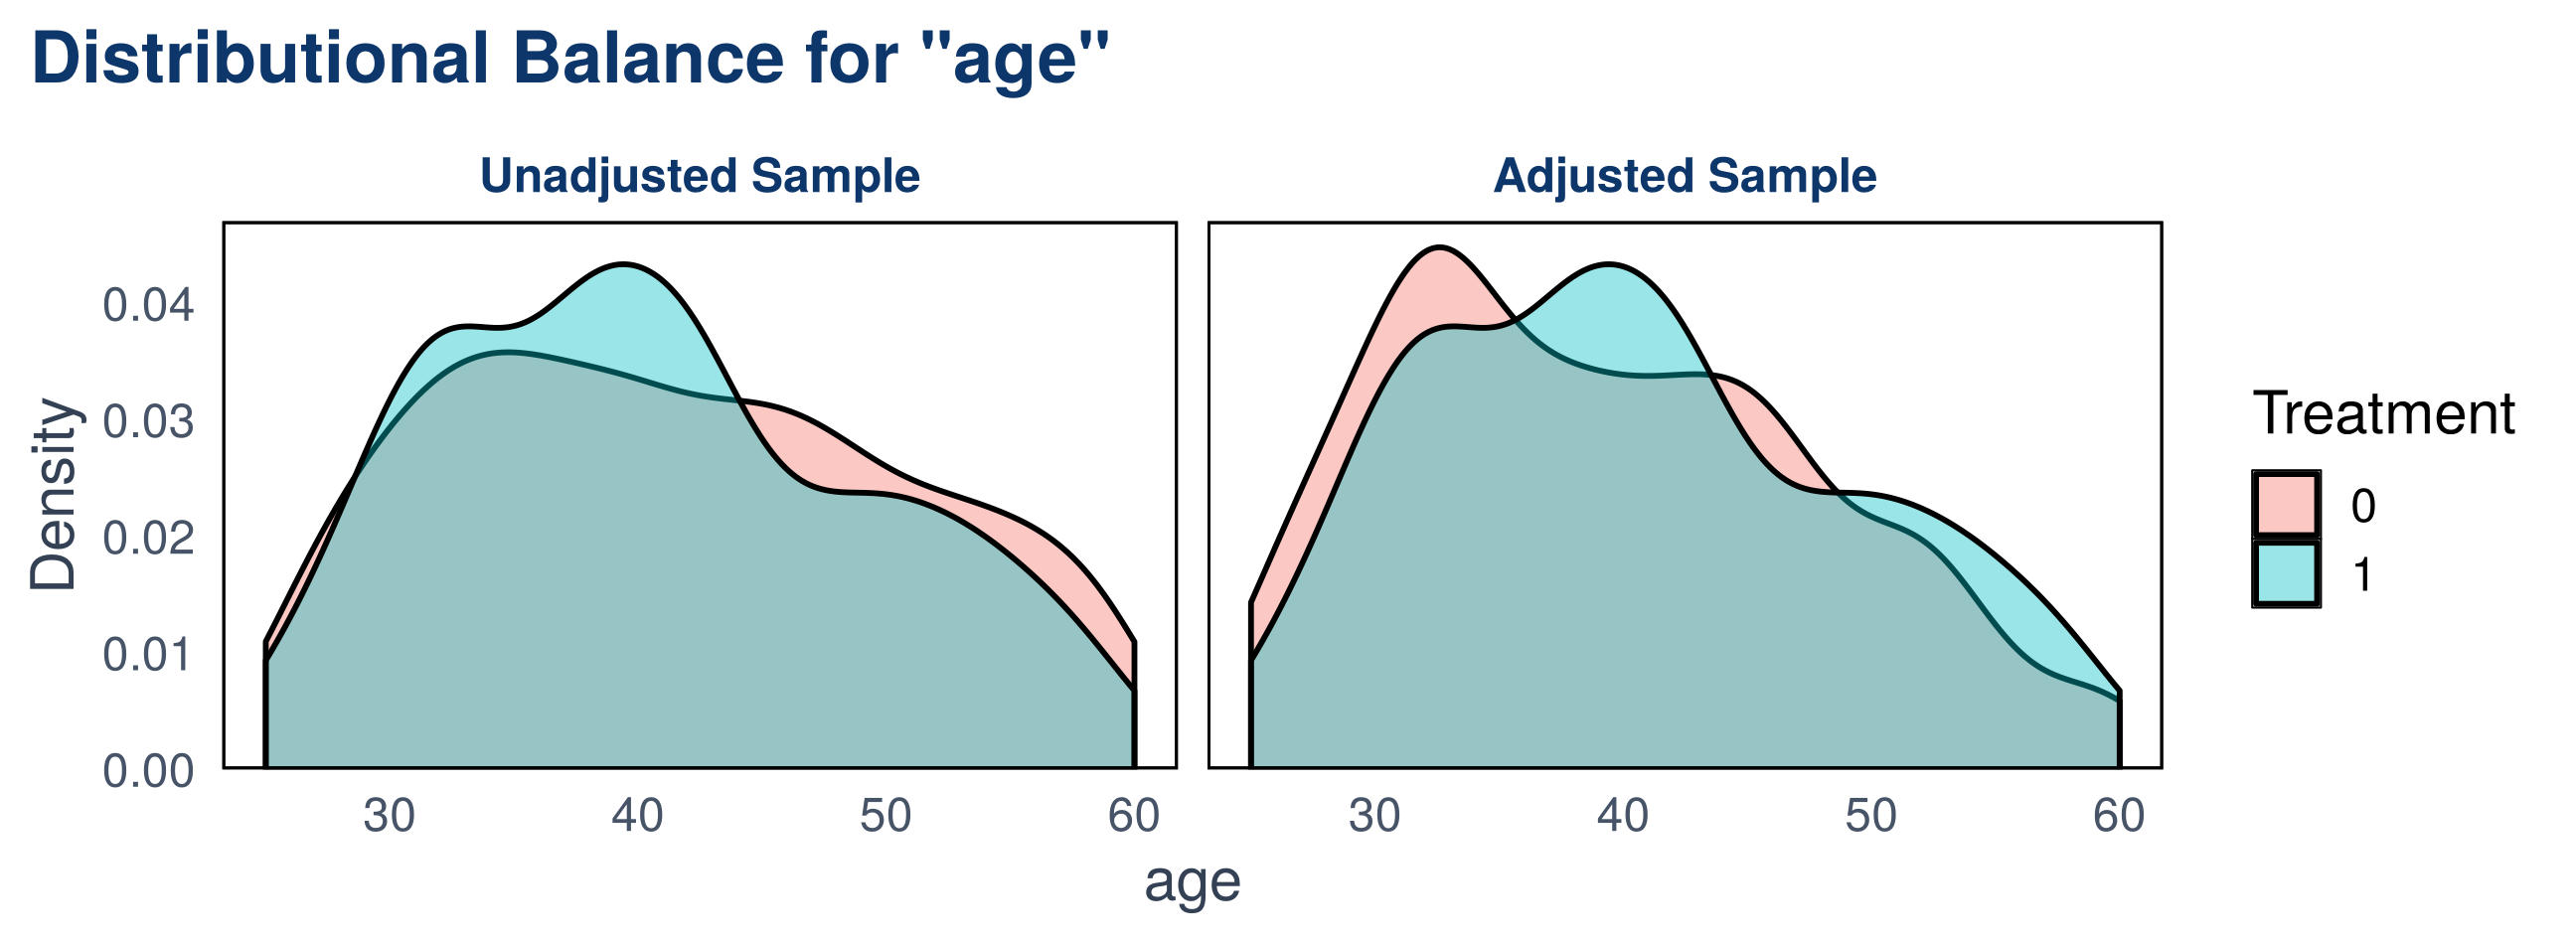 Distributional Balance for "age"
Unadjusted Sample
Adjusted Sample
Density
0.04
0.03
0.02
0.01
0.00
30 40 50 60
30 40 50 60
age
Treatment
0
1